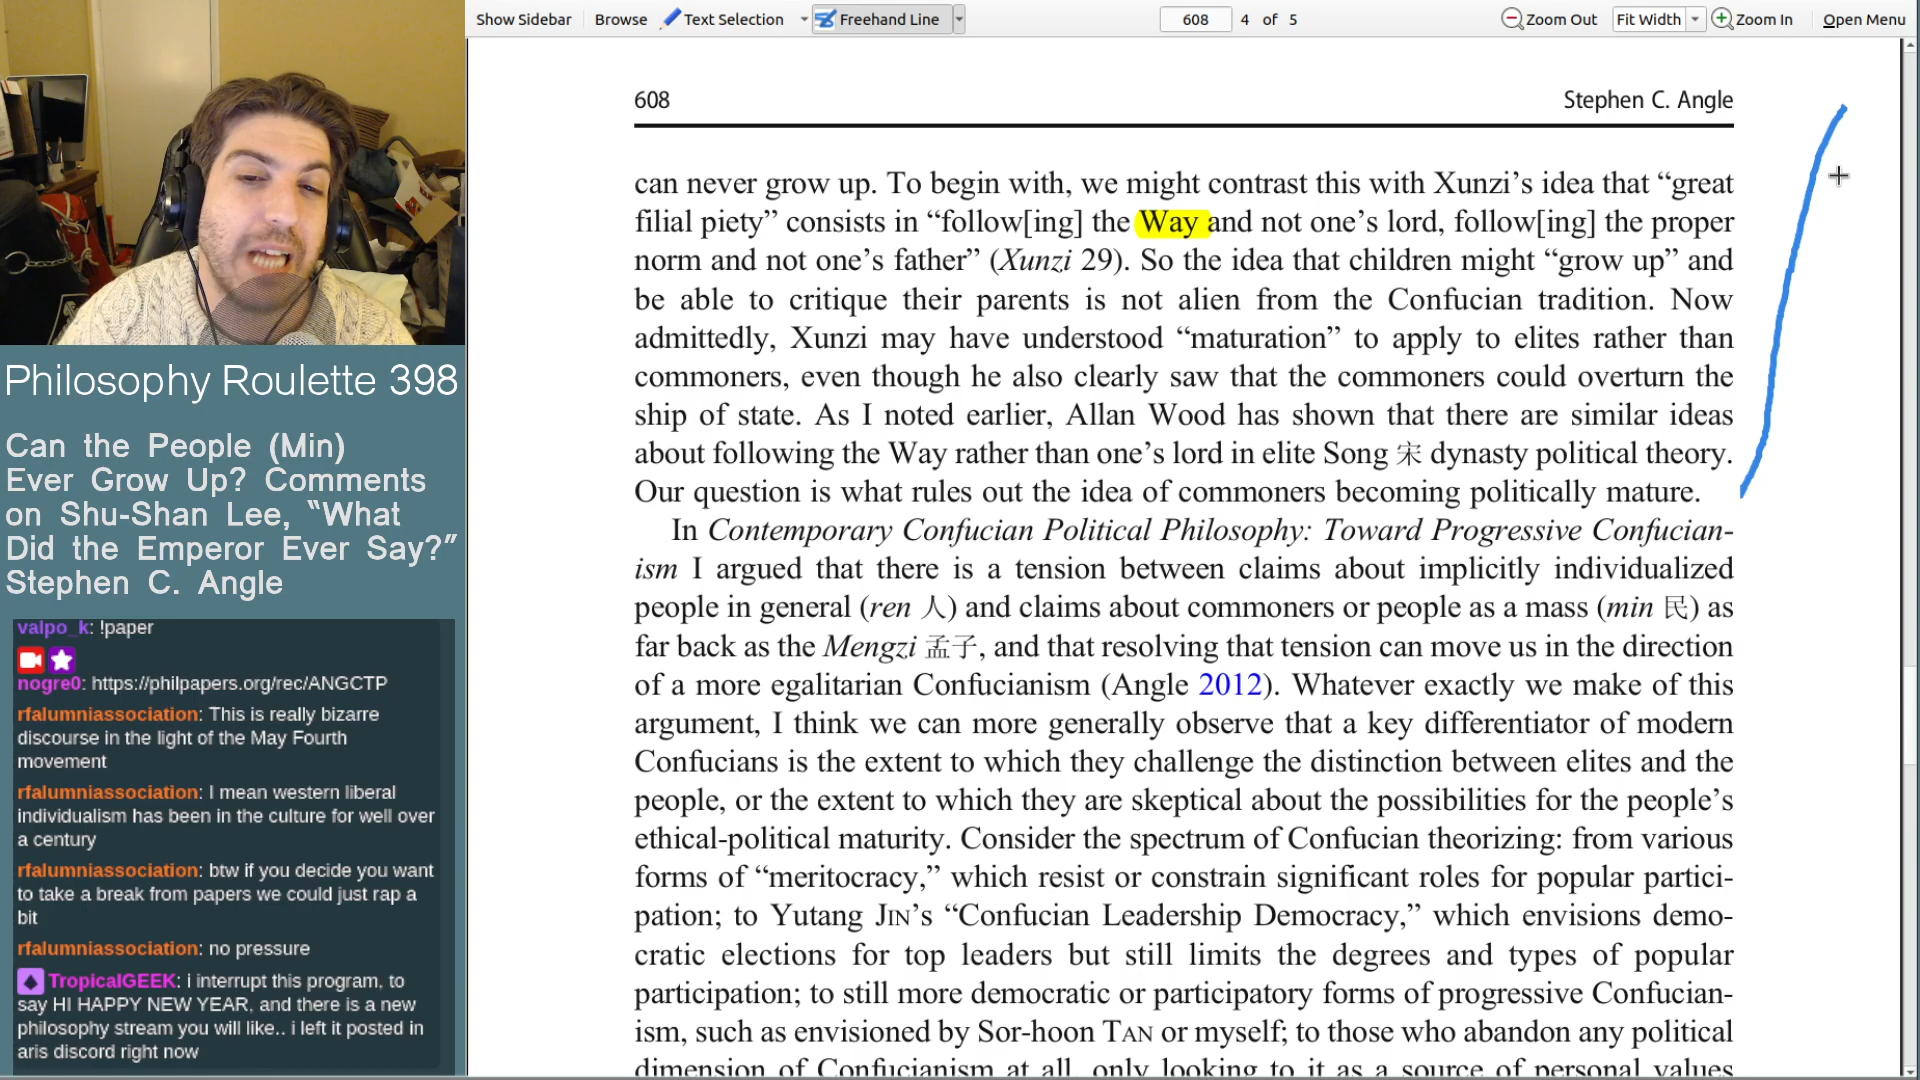 Show Sidebar Browse Text Selection Freehand Line 608 4 of 5 Zoom Out Fit Width Zoom In Open Menu
608 Stephen C. Angle
can never grow up. To begin with, we might contrast this with Xunzi’s idea that “great
filial piety” consists in “follow[ing] the Way and not one’s lord, follow[ing] the proper
norm and not one’s father” (Xunzi 29). So the idea that children might “grow up” and
be able to critique their parents is not alien from the Confucian tradition. Now
admittedly, Xunzi may have understood “maturation” to apply to elites rather than
commoners, even though he also clearly saw that the commoners could overturn the
ship of state. As I noted earlier, Allan Wood has shown that there are similar ideas
about following the Way rather than one’s lord in elite Song 宋 dynasty political theory.
Our question is what rules out the idea of commoners becoming politically mature.
In Contemporary Confucian Political Philosophy: Toward Progressive Confucian-
ism I argued that there is a tension between claims about implicitly individualized
people in general (ren 人) and claims about commoners or people as a mass (min 民) as
far back as the Mengzi 孟子, and that resolving that tension can move us in the direction
of a more egalitarian Confucianism (Angle 2012). Whatever exactly we make of this
argument, I think we can more generally observe that a key differentiator of modern
Confucians is the extent to which they challenge the distinction between elites and the
people, or the extent to which they are skeptical about the possibilities for the people’s
ethical-political maturity. Consider the spectrum of Confucian theorizing: from various
forms of “meritocracy,” which resist or constrain significant roles for popular partici-
pation; to Yutang JIN’s “Confucian Leadership Democracy,” which envisions demo-
cratic elections for top leaders but still limits the degrees and types of popular
participation; to still more democratic or participatory forms of progressive Confucian-
ism, such as envisioned by Sor-hoon TAN or myself; to those who abandon any political
dimension of Confucianism at all, only looking to it as a source of personal values
Philosophy Roulette 398
Can the People (Min)
Ever Grow Up? Comments
on Shu-Shan Lee, “What
Did the Emperor Ever Say?”
Stephen C. Angle
valpo_k: !paper
nogre0: https://philpapers.org/rec/ANGCTP
rfalumniassociation: This is really bizarre
discourse in the light of the May Fourth
movement
rfalumniassociation: I mean western liberal
individualism has been in the culture for well over
a century
rfalumniassociation: btw if you decide you want
to take a break from papers we could just rap a
bit
rfalumniassociation: no pressure
TropicalGEEK: i interrupt this program, to
say HI HAPPY NEW YEAR, and there is a new
philosophy stream you will like.. i left it posted in
aris discord right now